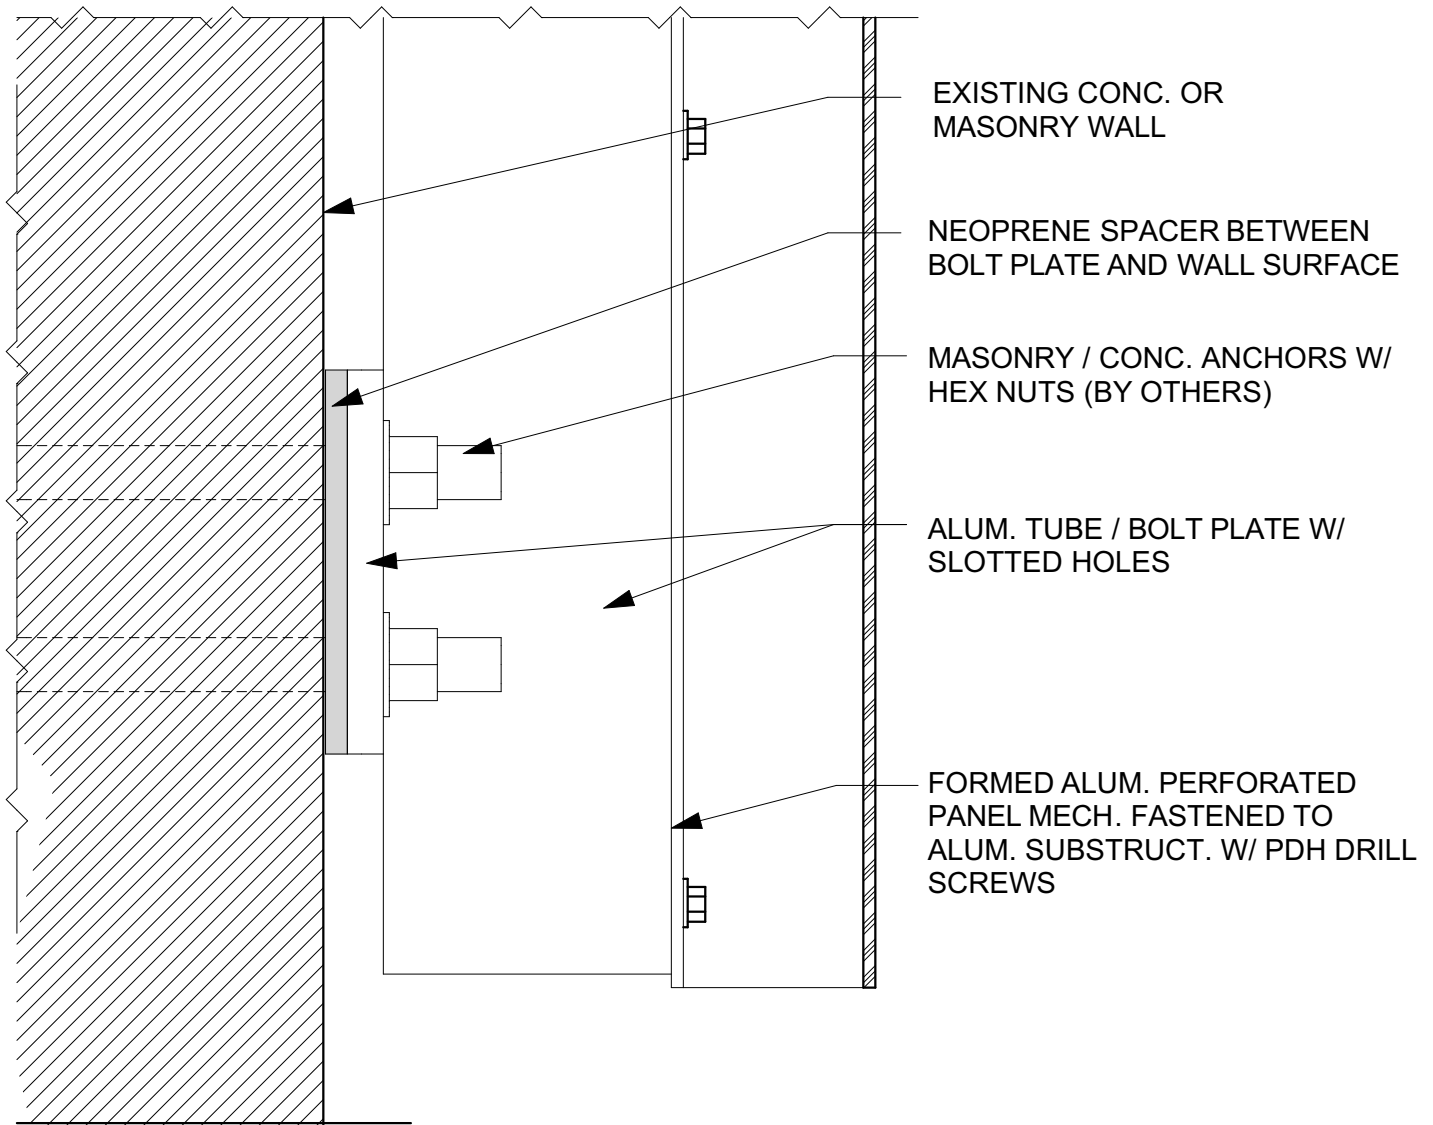 EXISTING CONC. OR
MASONRY WALL
NEOPRENE SPACER BETWEEN
BOLT PLATE AND WALL SURFACE
MASONRY / CONC. ANCHORS W/
HEX NUTS (BY OTHERS)
ALUM. TUBE / BOLT PLATE W/
SLOTTED HOLES
FORMED ALUM. PERFORATED
PANEL MECH. FASTENED TO
ALUM. SUBSTRUCT. W/ PDH DRILL
SCREWS